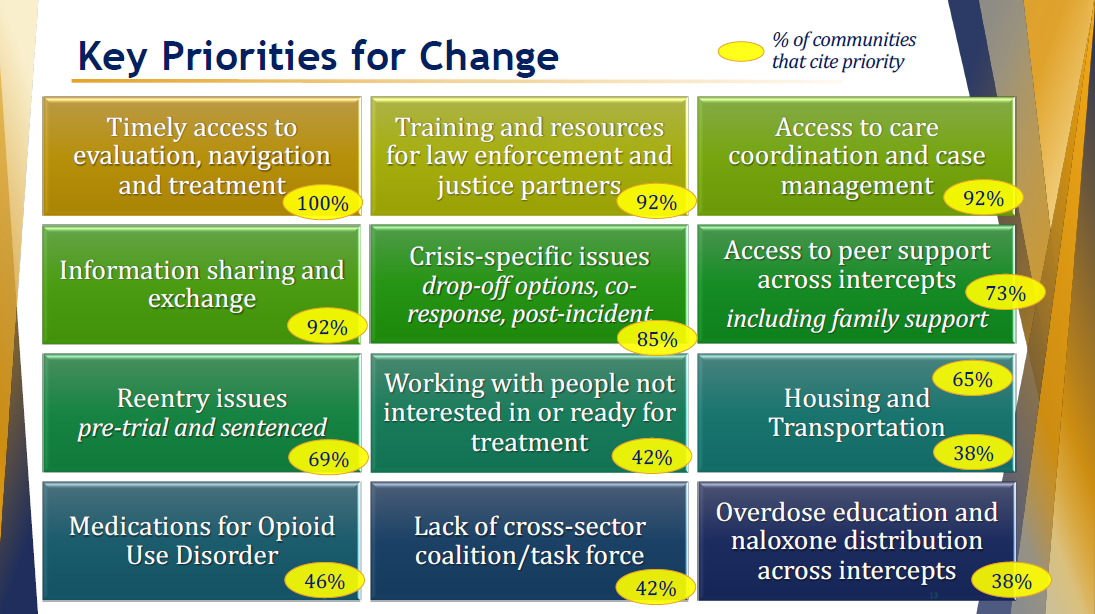 Key Priorities for Change
% of communities
that cite priority
Timely access to
evaluation, navigation
and treatment
100%
Training and resources
for law enforcement and
justice partners
92%
Access to care
coordination and case
management
92%
Information sharing and
exchange
92%
Crisis-specific issues
drop-off options, co-
response, post-incident
85%
Access to peer support
across intercepts
73%
including family support
Reentry issues
pre-trial and sentenced
69%
Working with people not
interested in or ready for
treatment
42%
65%
Housing and
Transportation
38%
Medications for Opioid
Use Disorder
46%
Lack of cross-sector
coalition/task force
42%
Overdose education and
naloxone distribution
across intercepts
38%